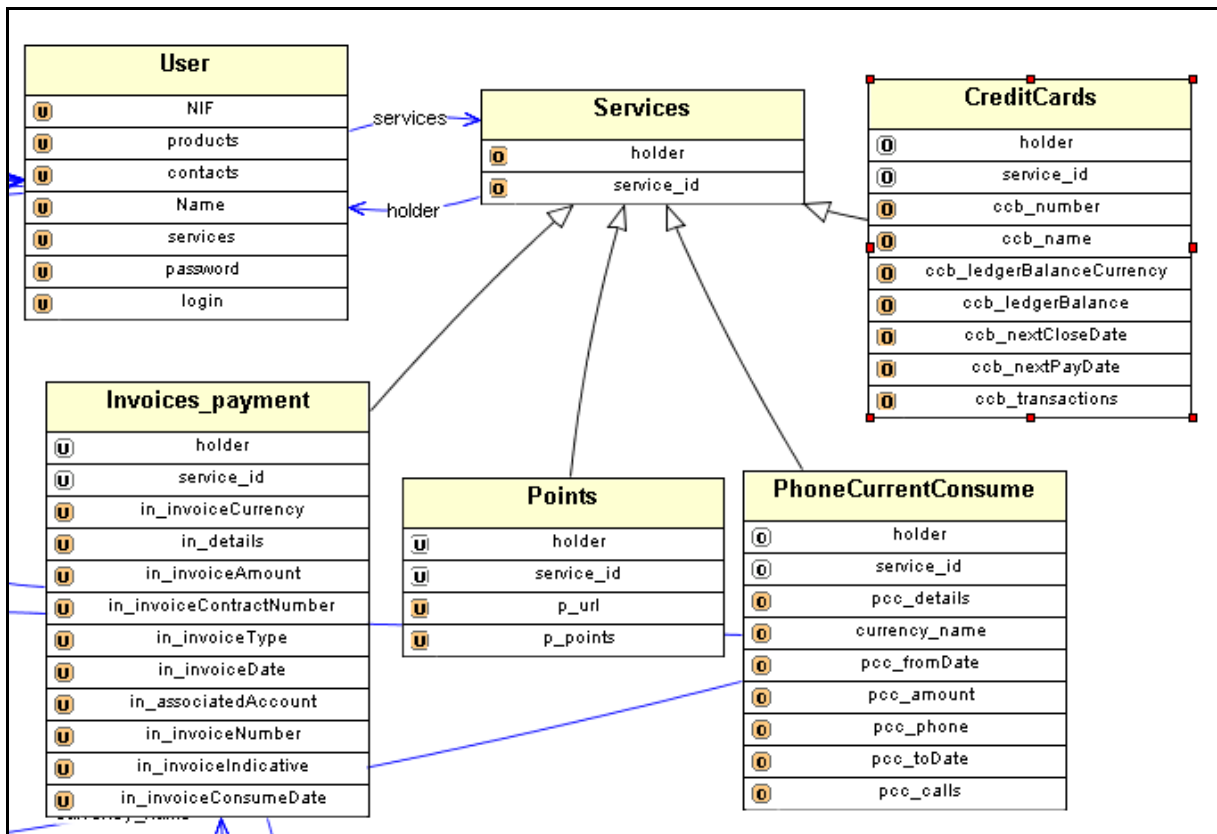 User
U NIF
U products
U contacts
U Name
U services
U password
U login
services
holder
Services
O holder
O service_id
CreditCards
O holder
O service_id
O ccb_number
O ccb_name
O ccb_ledgerBalanceCurrency
O ccb_ledgerBalance
O ccb_nextCloseDate
O ccb_nextPayDate
O ccb_transactions
Invoices_payment
U holder
U service_id
U in_invoiceCurrency
U in_details
U in_invoiceAmount
U in_invoiceContractNumber
U in_invoiceType
U in_invoiceDate
U in_associatedAccount
U in_invoiceNumber
U in_invoiceIndicative
U in_invoiceConsumeDate
currency_name
Points
U holder
U service_id
U p_url
U p_points
PhoneCurrentConsume
O holder
O service_id
O pcc_details
O currency_name
O pcc_fromDate
O pcc_amount
O pcc_phone
O pcc_toDate
O pcc_calls